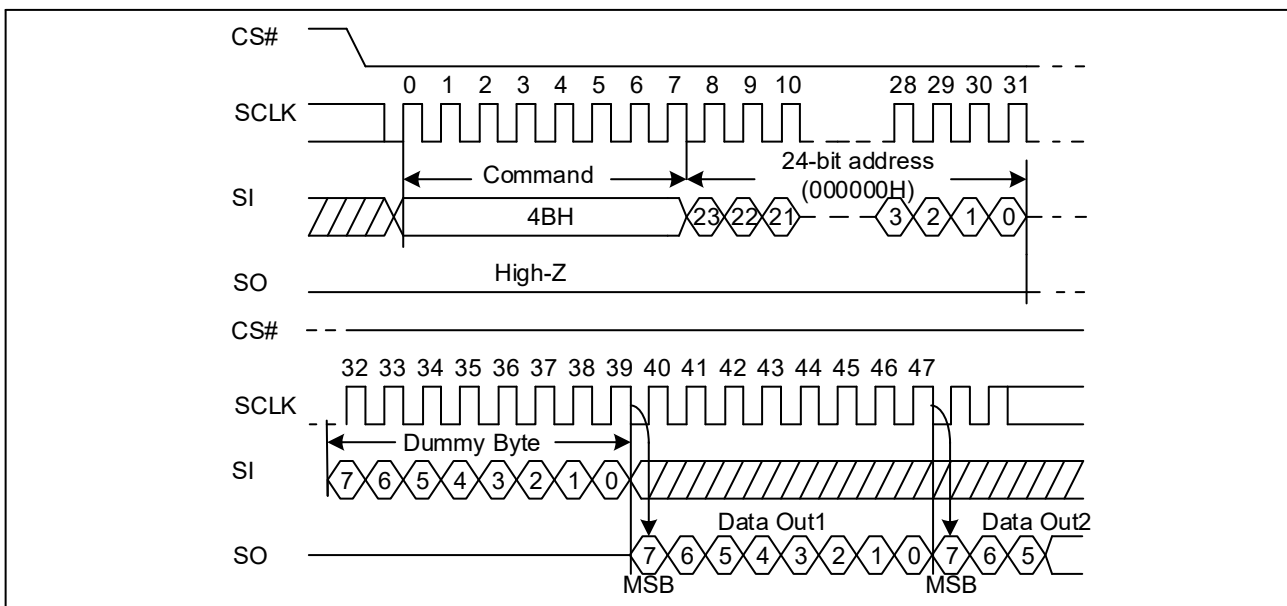 CS#
0 1 2 3 4 5 6 7 8 9 10 28 29 30 31
SCLK
Command 24-bit address
(000000H)
SI
4BH 23 22 21 3 2 1 0
High-Z
SO
CS#
32 33 34 35 36 37 38 39 40 41 42 43 44 45 46 47
SCLK
Dummy Byte
SI
7 6 5 4 3 2 1 0
Data Out1 Data Out2
SO
7 6 5 4 3 2 1 0 7 6 5
MSB MSB